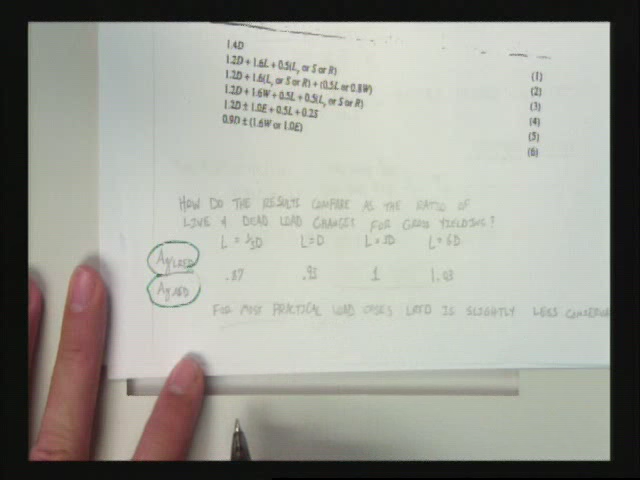 1.4D
(1)
1.2D + 1.6L + 0.5(Lr or S or R)
(2)
1.2D + 1.6(Lr or S or R) + (0.5L or 0.8W)
(3)
1.2D + 1.6W + 0.5L + 0.5(Lr or S or R)
(4)
1.2D ± 1.0E + 0.5L + 0.2S
(5)
0.9D ± (1.6W or 1.0E)
(6)
HOW DO THE RESULTS COMPARE AS THE RATIO OF
LIVE & DEAD LOAD CHANGES FOR GROSS YIELDING?
L = D L = 3D L = 6D
Ag LRFD
Ag ASD
.87 .95 1 1.03
FOR MOST PRACTICAL LOAD CASES LRFD IS SLIGHTLY LESS